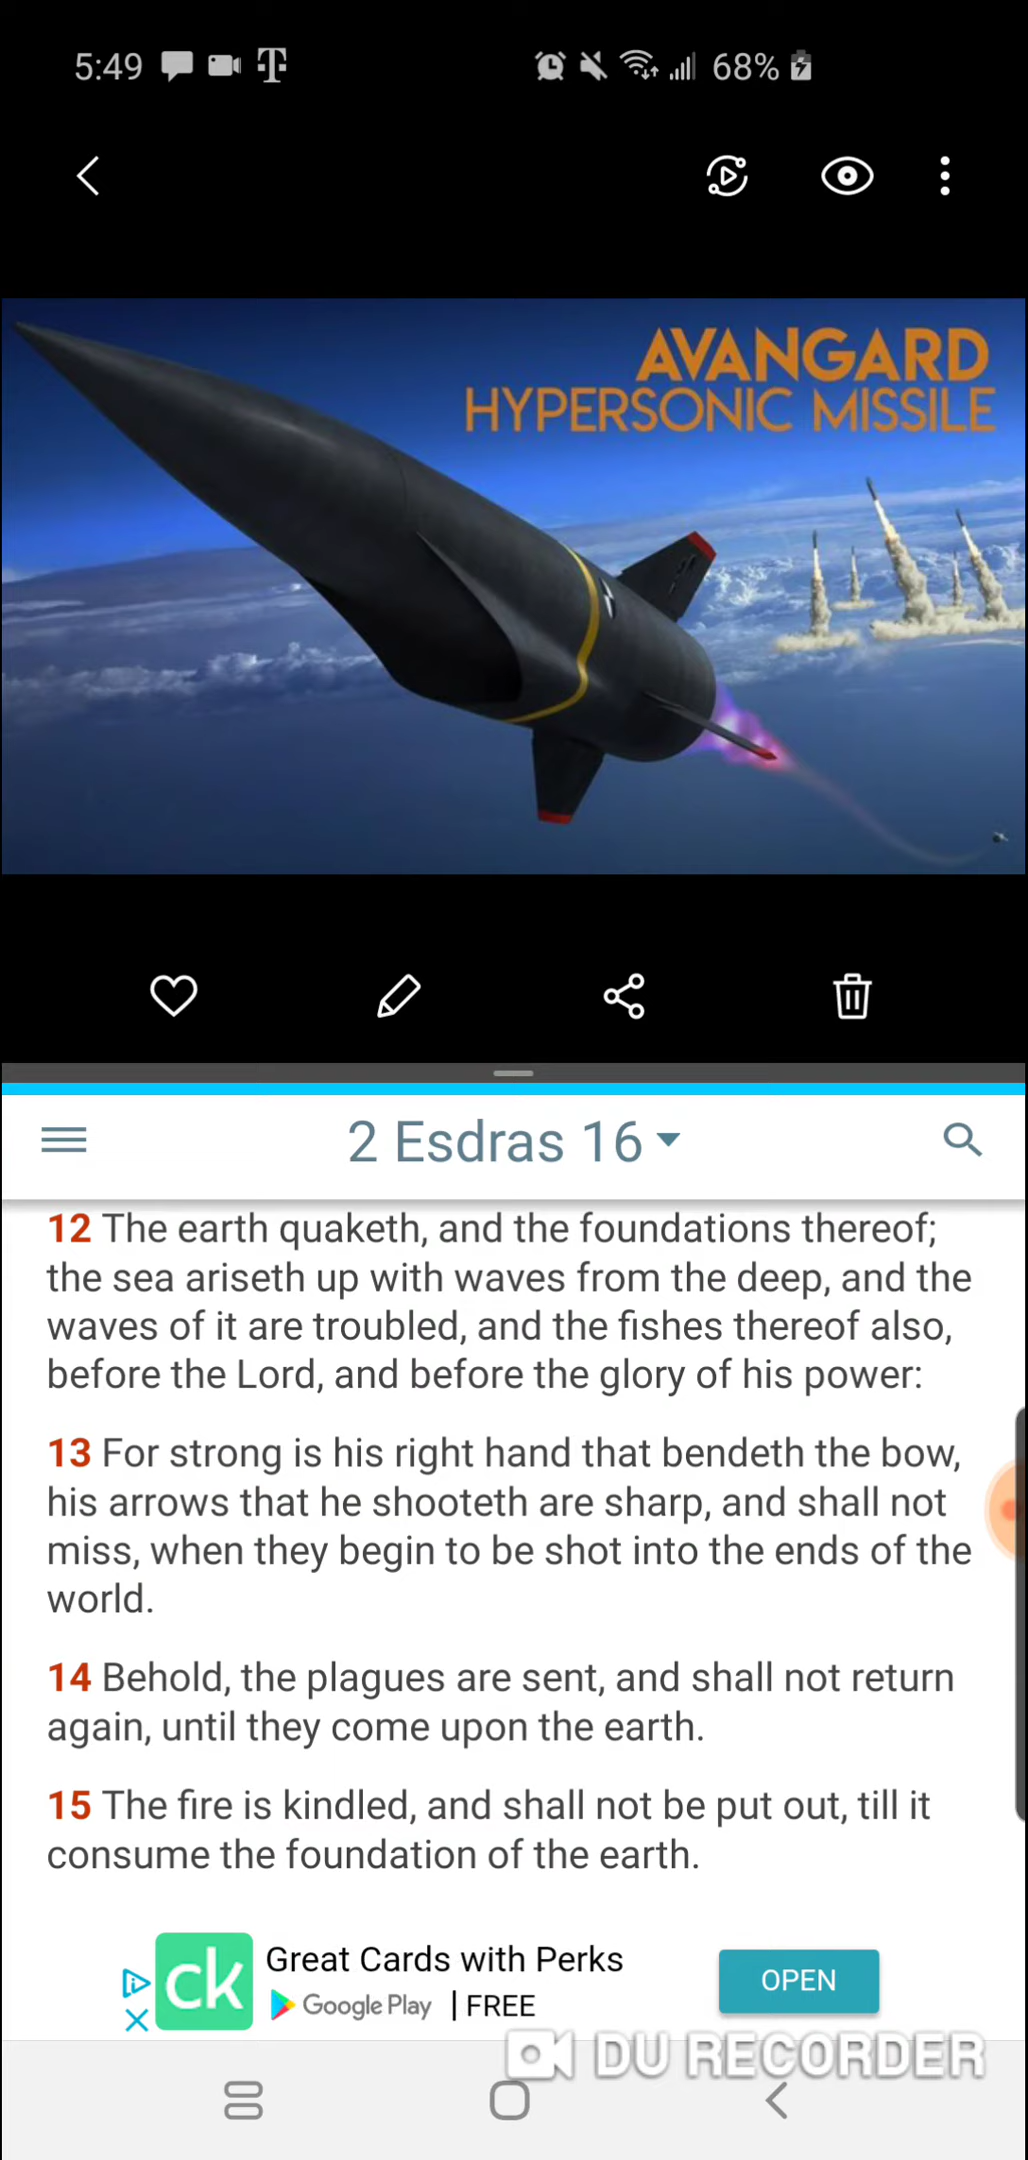 5:49
68%
AVANGARD
HYPERSONIC MISSILE
2 Esdras 16
12 The earth quaketh, and the foundations thereof;
the sea ariseth up with waves from the deep, and the
waves of it are troubled, and the fishes thereof also,
before the Lord, and before the glory of his power:
13 For strong is his right hand that bendeth the bow,
his arrows that he shooteth are sharp, and shall not
miss, when they begin to be shot into the ends of the
world.
14 Behold, the plagues are sent, and shall not return
again, until they come upon the earth.
15 The fire is kindled, and shall not be put out, till it
consume the foundation of the earth.
ck
Great Cards with Perks
Google Play | FREE
OPEN
DU RECORDER